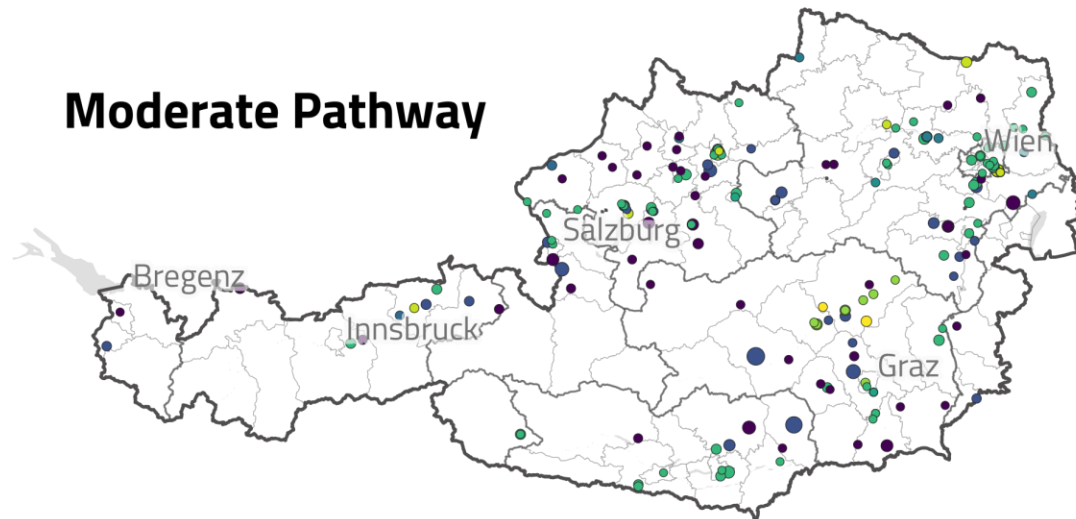 Moderate Pathway
Wien
Salzburg
Bregenz
Innsbruck
Graz